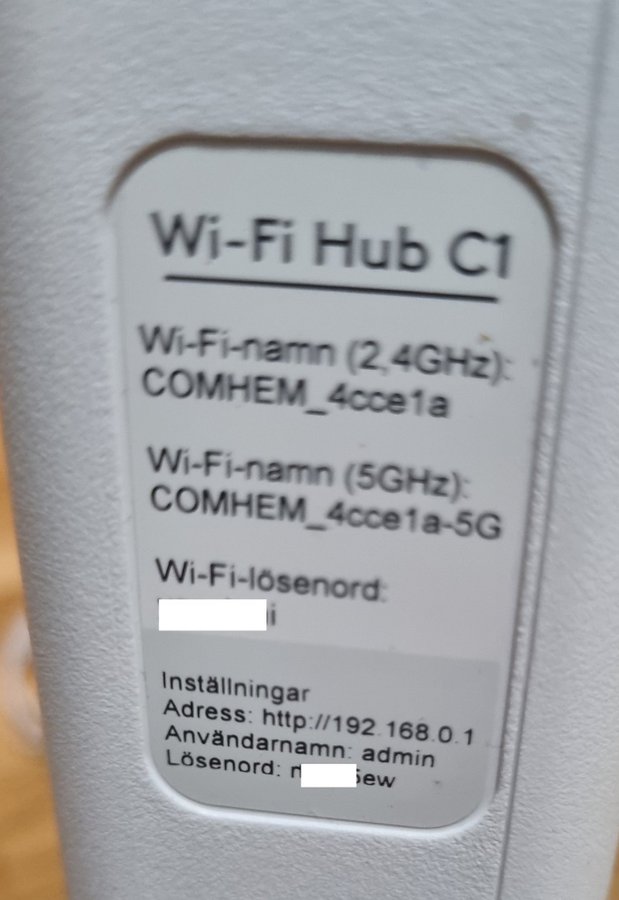 Wi-Fi Hub C1
Wi-Fi-namn (2,4GHz):
COMHEM_4cce1a
Wi-Fi-namn (5GHz):
COMHEM_4cce1a-5G
Wi-Fi-lösenord:
Inställningar
Adress: http://192.168.0.1
Användarnamn: admin
Lösenord: